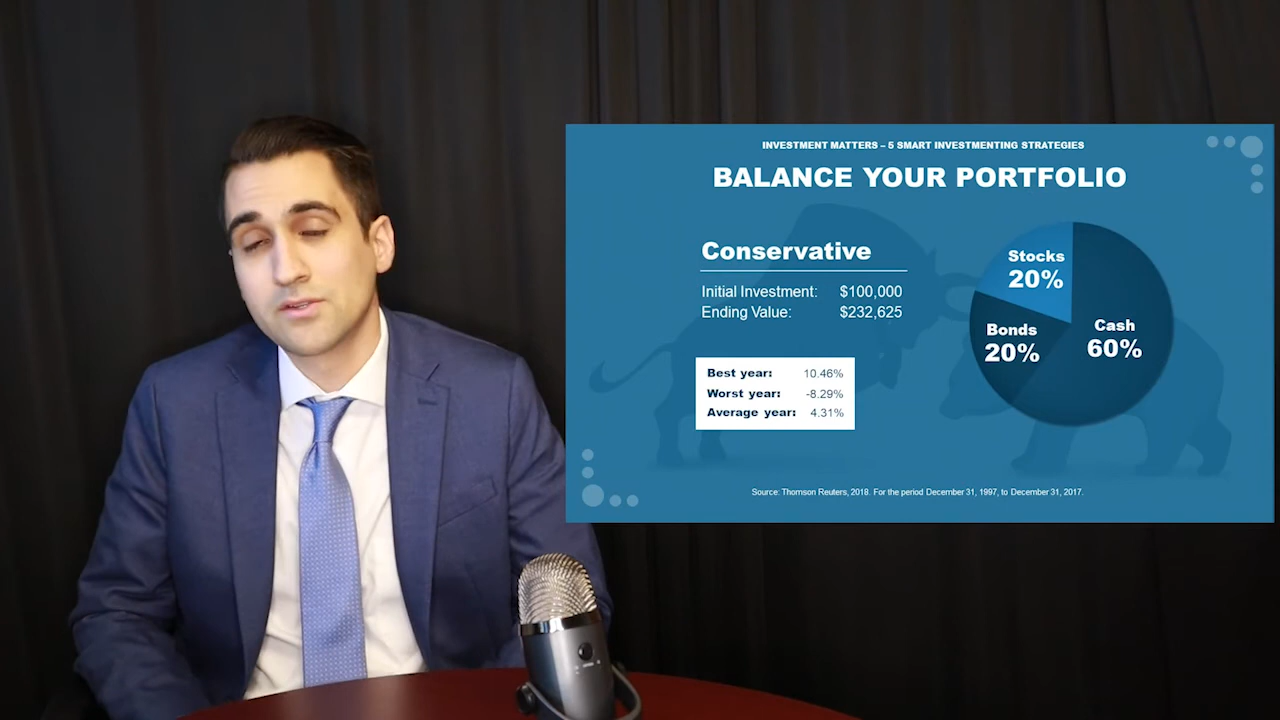 INVESTMENT MATTERS – 5 SMART INVESTMENTING STRATEGIES
BALANCE YOUR PORTFOLIO
Conservative
Initial Investment: $100,000
Ending Value: $232,625
Best year: 10.46%
Worst year: -8.29%
Average year: 4.31%
Stocks
20%
Bonds
20%
Cash
60%
Source: Thomson Reuters, 2018. For the period December 31, 1997, to December 31, 2017.